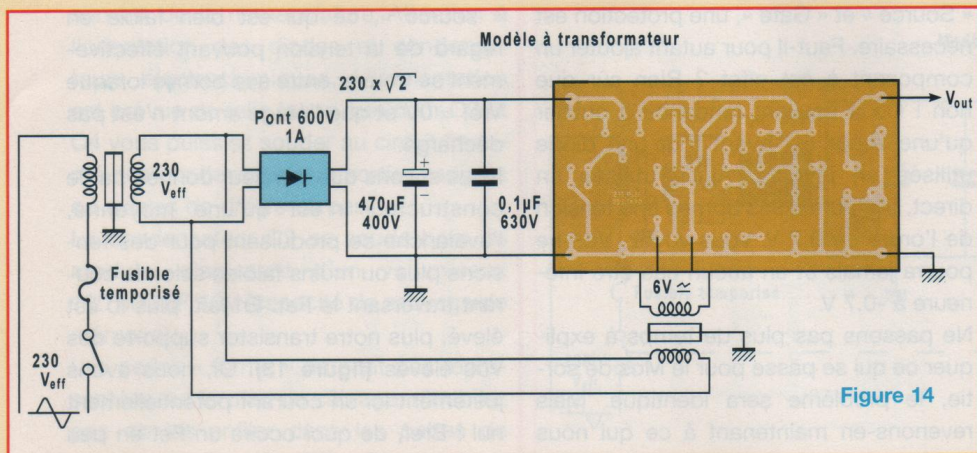 Modèle à transformateur
230 x √2
Pont 600V
1A
230
Veff
470µF
400V
0,1µF
630V
Vout
6V ≃
Fusible
temporisé
230
Veff
Figure 14